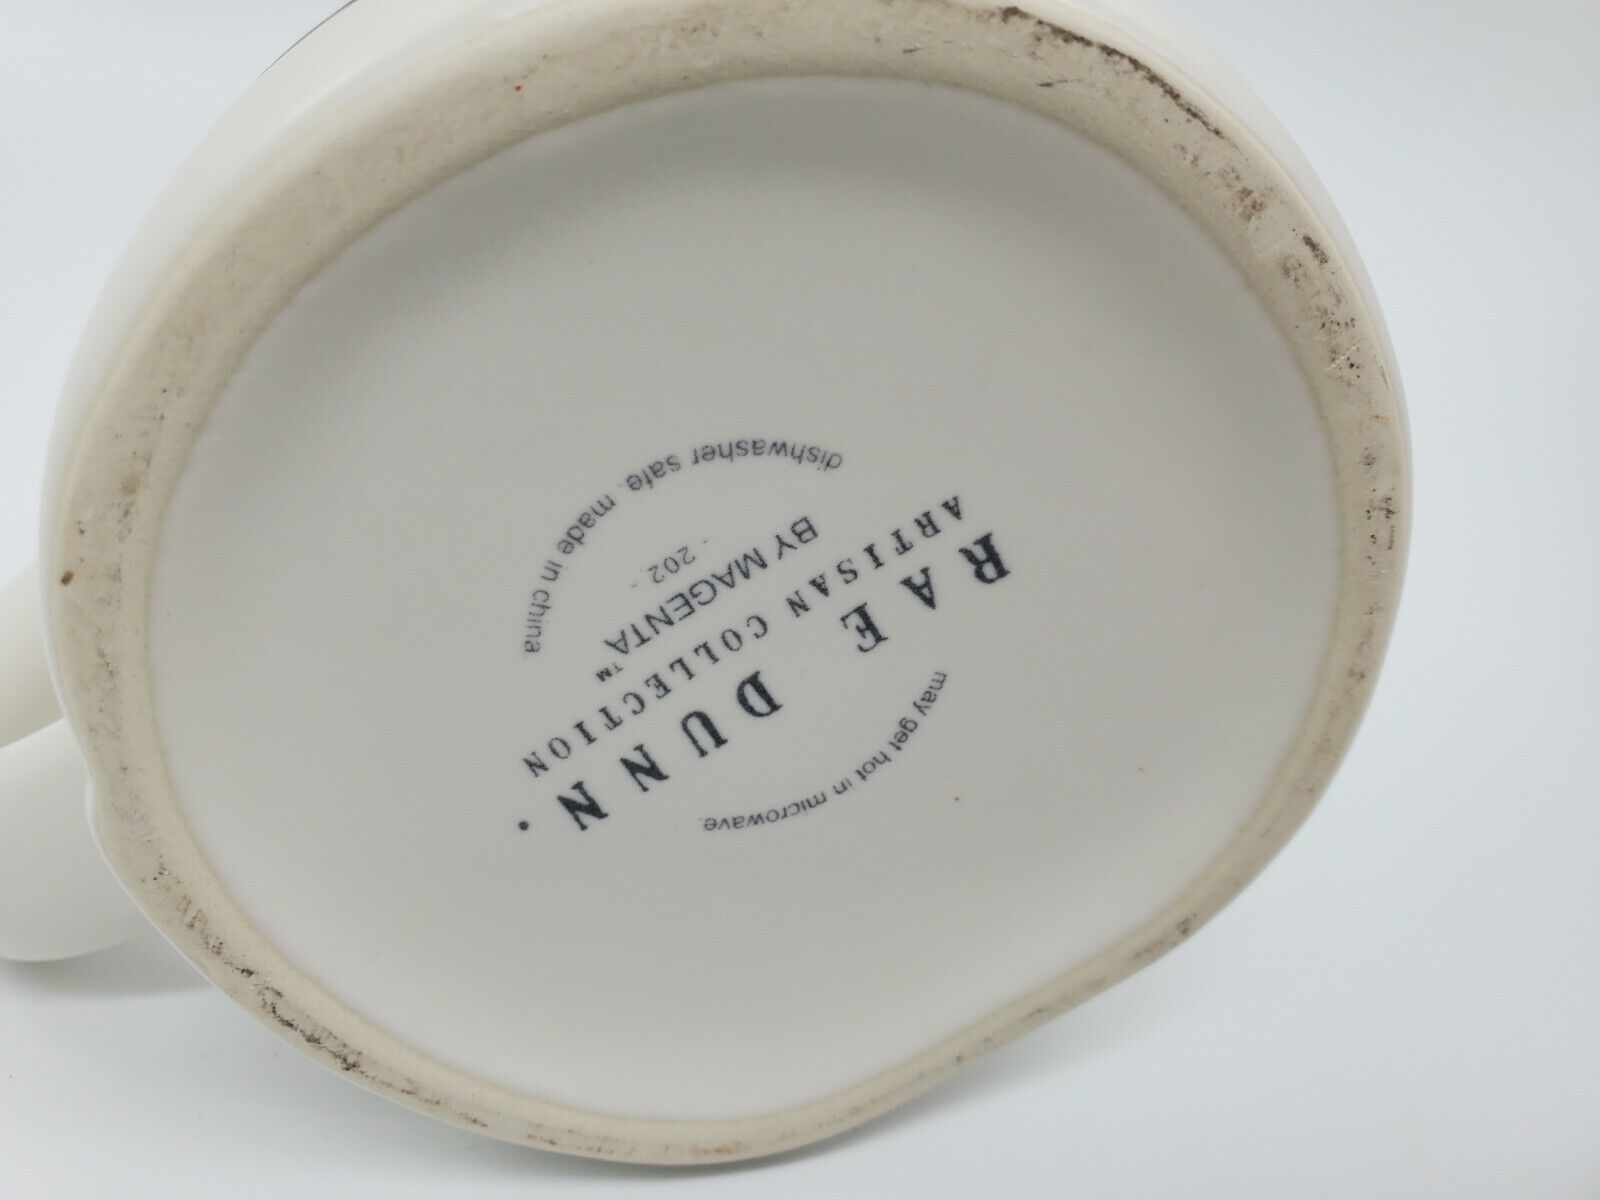 may get hot in microwave.
RAE DUNN.
ARTISAN COLLECTION
BY MAGENTA™
- 202 -
dishwasher safe. made in china.